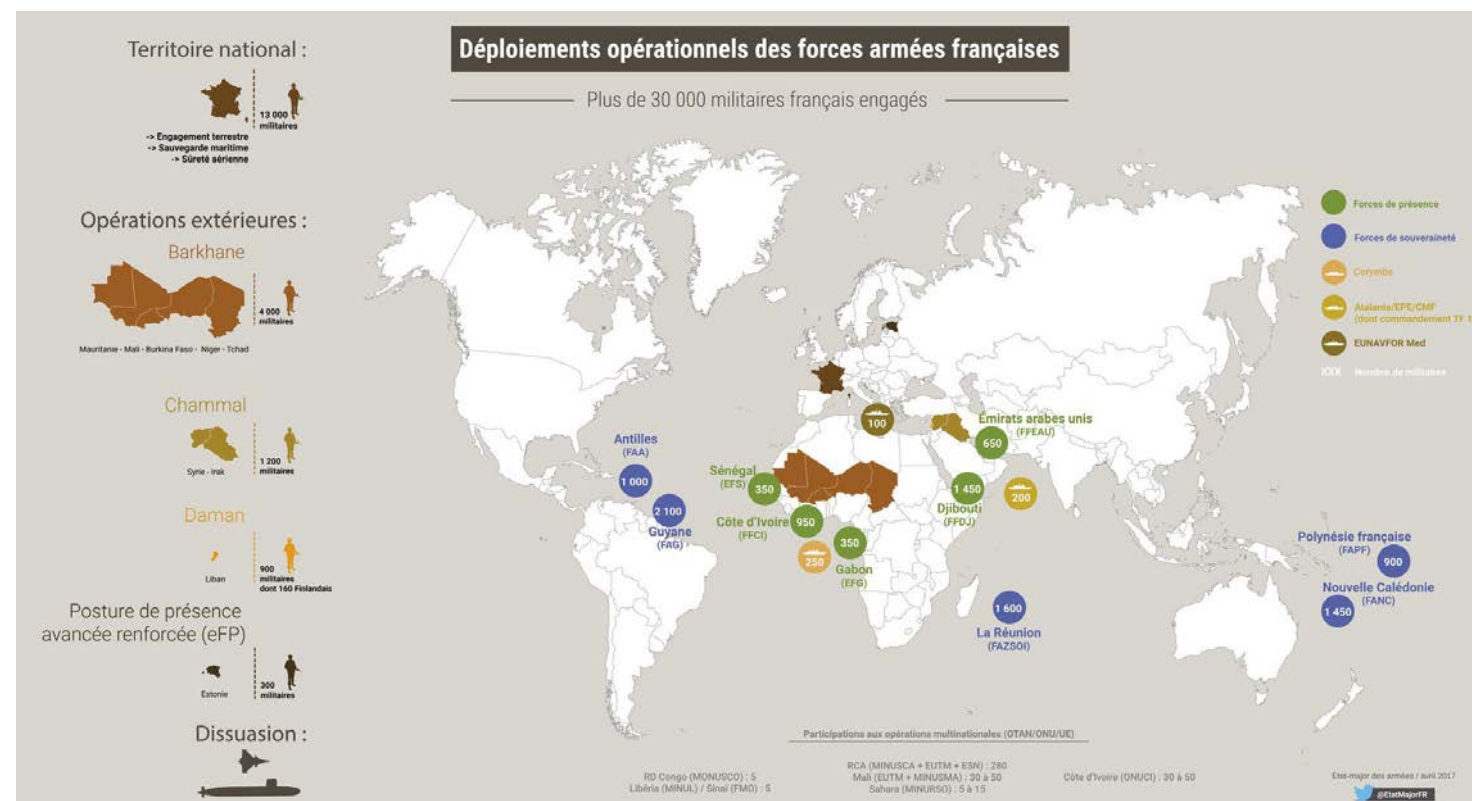 Déploiements opérationnels des forces armées françaises
Plus de 30 000 militaires français engagés
Territoire national :
13 000
militaires
-> Engagement terrestre
-> Sauvegarde maritime
-> Sûreté aérienne
Opérations extérieures :
Barkhane
4 000
militaires
Mauritanie - Mali - Burkina Faso - Niger - Tchad
Chammal
1 200
militaires
Syrie - Irak
Daman
Liban
900
militaires
dont 160 Finlandais
Posture de présence
avancée renforcée (eFP)
Estonie
300
militaires
Dissuasion :
Forces de présence
Forces de souveraineté
Corymbe
Atalante/EPE/CMF
(dont commandement TF 1
EUNAVFOR Med
XXX Nombre de militaires
100
Émirats arabes unis
(FFEAU)
650
Antilles
(FAA)
1 000
2 100
Guyane
(FAG)
Sénégal
(EFS)
350
Côte d'Ivoire
(FFCI)
950
250
350
Gabon
(EFG)
1 450
Djibouti
(FFDJ)
200
1 600
La Réunion
(FAZSOI)
Polynésie française
(FAPF)
900
Nouvelle Calédonie
(FANC)
1 450
Participations aux opérations multinationales (OTAN/ONU/UE)
RD Congo (MONUSCO) : 5
Libéria (MINUL) / Sinaï (FMO) : 5
RCA (MINUSCA + EUTM + ESN) : 280
Mali (EUTM + MINUSMA) : 30 à 50
Sahara (MINURSO) : 5 à 15
Côte d'Ivoire (ONUCI) : 30 à 50
Etat-major des armées / avril 2017
@EtatMajorFR